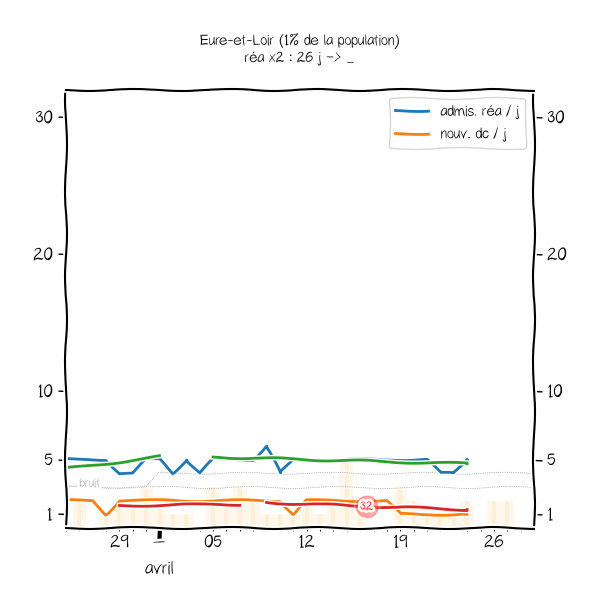 Eure-et-Loir (1% de la population)
réa x2 : 26 j -> _
admis. réa / j
nouv. dc / j
30
30
20
20
10
10
5
5
bruit
32
1
1
29
05
12
19
26
avril